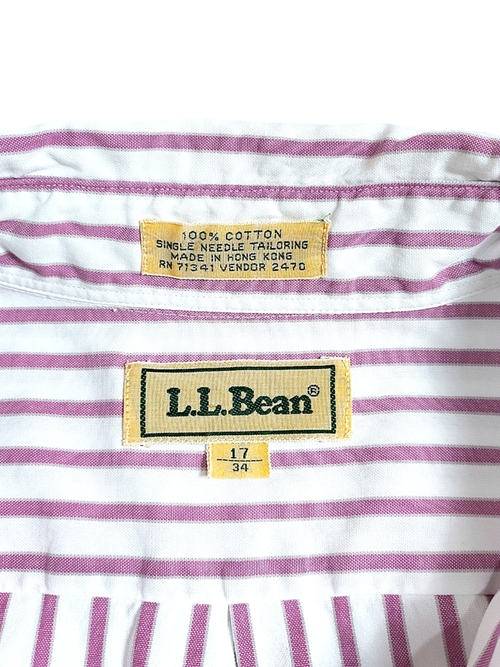 100% COTTON
SINGLE NEEDLE TAILORING
MADE IN HONG KONG
RN 71341 VENDOR 2470
L.L.Bean®
17
34